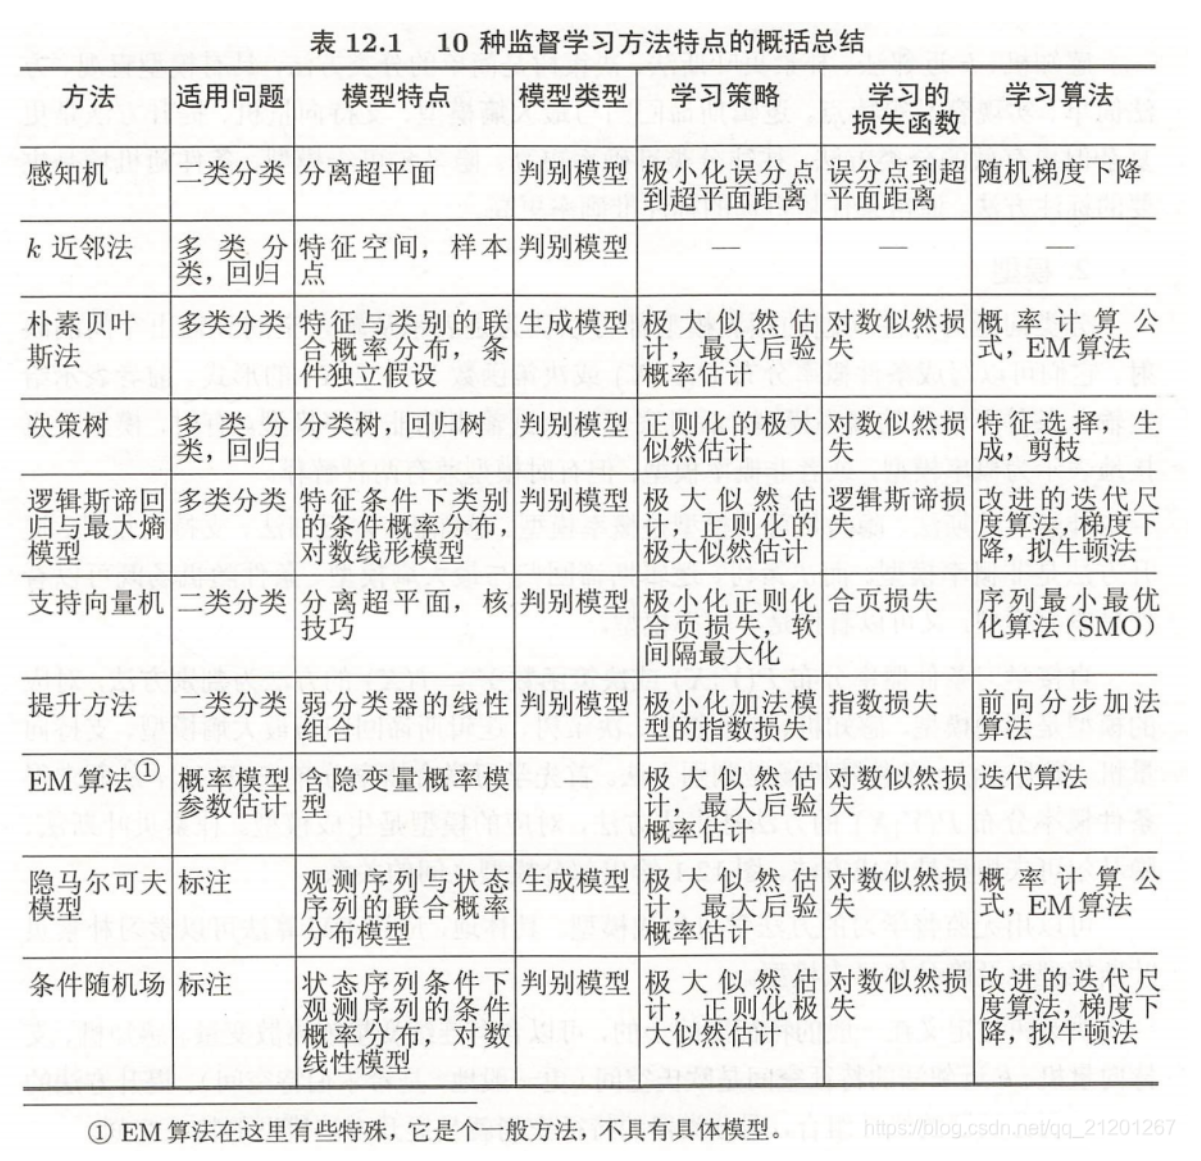 表 12.1 10 种监督学习方法特点的概括总结
方法 适用问题 模型特点 模型类型 学习策略 学习的 学习算法
损失函数
感知机 二类分类 分离超平面 判别模型 极小化误分点 误分点到超 随机梯度下降
到超平面距离 平面距离
k 近邻法 多类分 特征空间，样本 判别模型 — — —
类，回归 点
朴素贝叶 多类分类 特征与类别的联 生成模型 极大似然估 对数似然损 概率计算公
斯法 合概率分布，条 计，最大后验 失 式，EM 算法
件独立假设 概率估计
决策树 多类分 分类树，回归树 判别模型 正则化的极大 对数似然损 特征选择，生
类，回归 似然估计 失 成，剪枝
逻辑斯谛回 多类分类 特征条件下类别 判别模型 极大似然估 逻辑斯谛损 改进的迭代尺
归与最大熵 的条件概率分布， 计，正则化的 失 度算法，梯度下
模型 对数线形模型 极大似然估计 降，拟牛顿法
支持向量机 二类分类 分离超平面，核 判别模型 极小化正则化 合页损失 序列最小最优
技巧 合页损失，软 化算法（SMO）
间隔最大化
提升方法 二类分类 弱分类器的线性 判别模型 极小化加法模 指数损失 前向分步加法
组合 型的指数损失 算法
EM 算法① 概率模型 含隐变量概率模 极大似然估 对数似然损 迭代算法
参数估计 型 计，最大后验 失
概率估计
隐马尔可夫 标注 观测序列与状态 生成模型 极大似然估 对数似然损 概率计算公
模型 序列的联合概率 计，最大后验 失 式，EM 算法
分布模型 概率估计
条件随机场 标注 状态序列条件下 判别模型 极大似然估 对数似然损 改进的迭代尺
观测序列的条件 计，正则化极 失 度算法，梯度下
概率分布，对数 大似然估计 降，拟牛顿法
线性模型
① EM 算法在这里有些特殊，它是个一般方法，不具有具体模型。
https://blog.csdn.net/qq_21201267